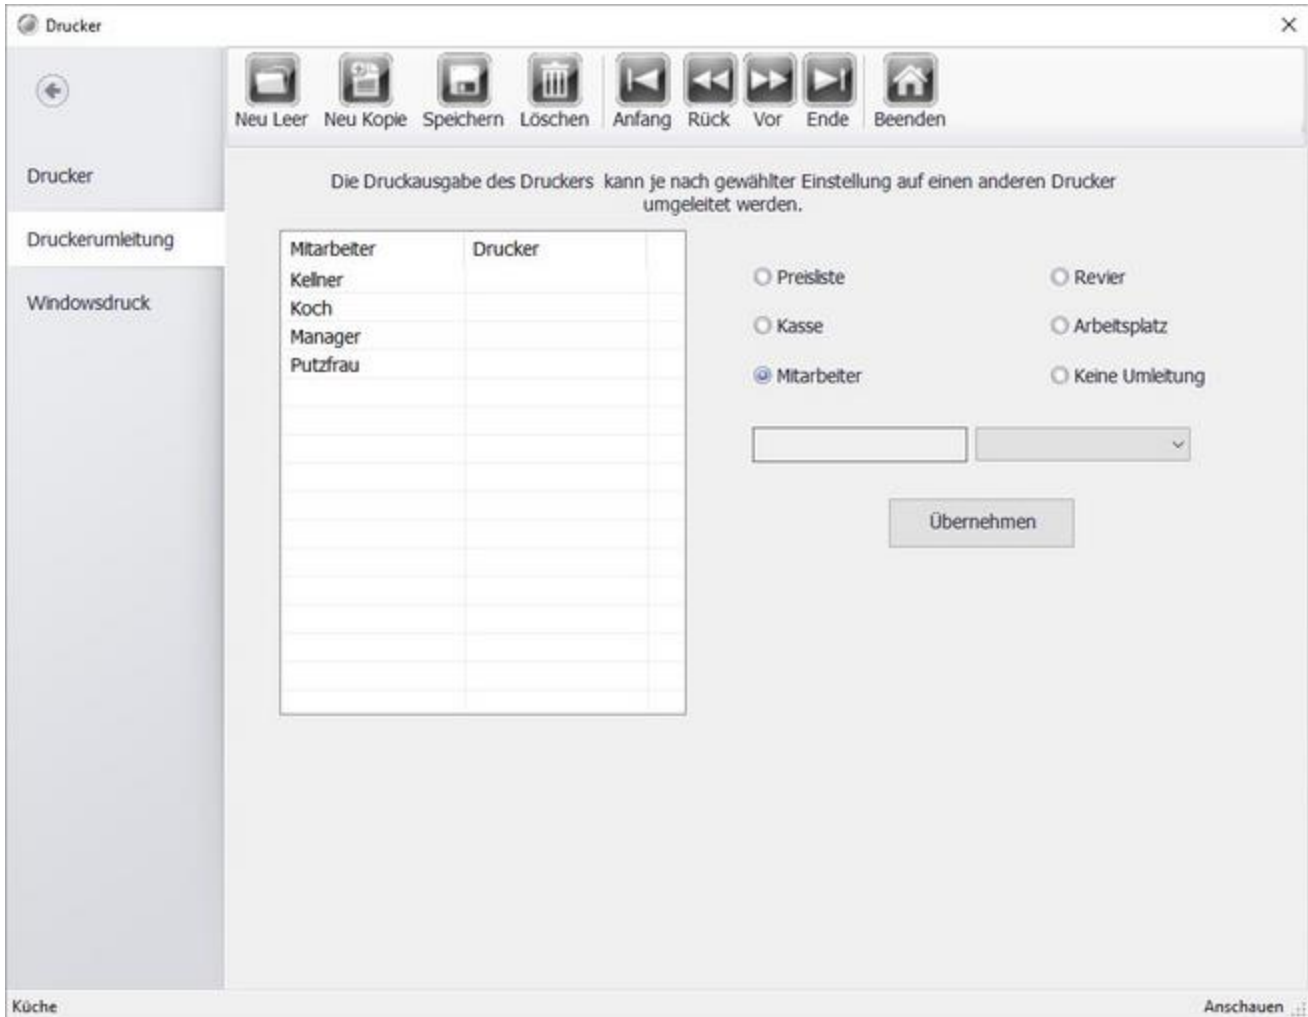 Drucker
Neu Leer Neu Kopie Speichern Löschen Anfang Rück Vor Ende Beenden
Drucker
Druckerumleitung
Windowsdruck
Die Druckausgabe des Druckers kann je nach gewählter Einstellung auf einen anderen Drucker
umgeleitet werden.
Mitarbeiter Drucker
Kellner
Koch
Manager
Putzfrau
Preisliste Revier
Kasse Arbeitsplatz
Mitarbeiter Keine Umleitung
Übernehmen
Küche Anschauen